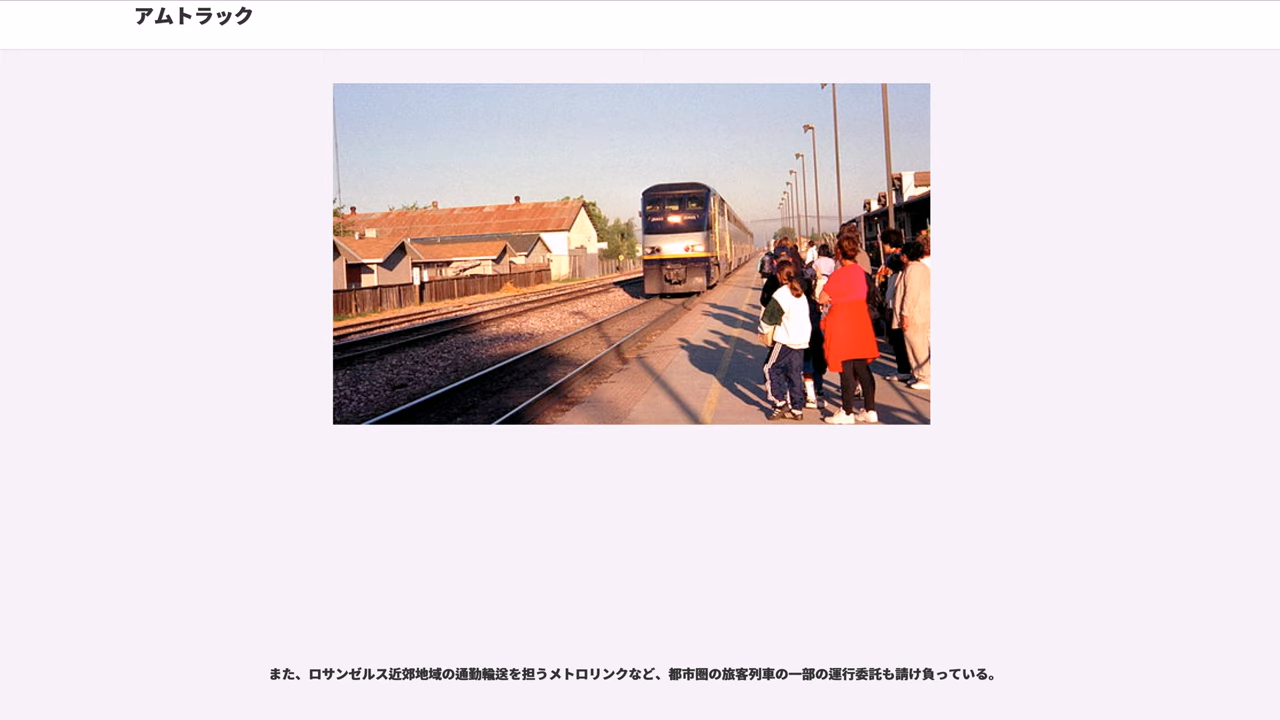 アムトラック
また、ロサンゼルス近郊地域の通勤輸送を担うメトロリンクなど、都市圏の旅客列車の一部の運行委託も請け負っている。